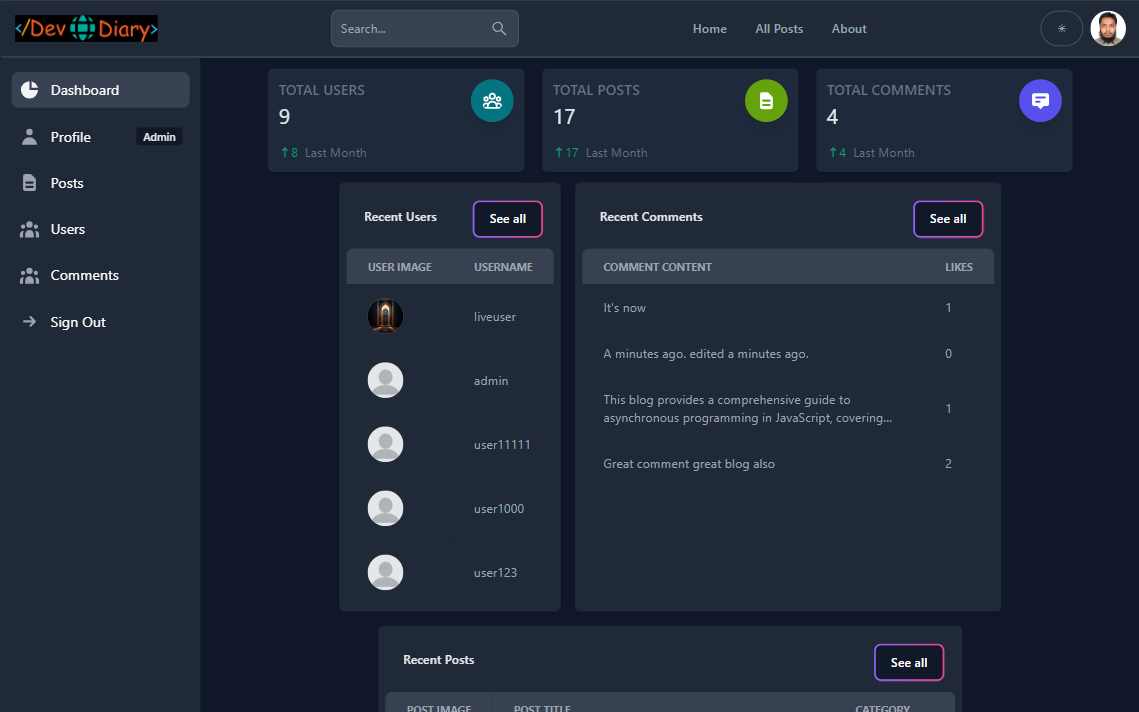 </Dev Diary>
Search...
Home
All Posts
About
Dashboard
Profile
Admin
Posts
Users
Comments
Sign Out
TOTAL USERS
9
8 Last Month
TOTAL POSTS
17
17 Last Month
TOTAL COMMENTS
4
4 Last Month
Recent Users
See all
USER IMAGE
USERNAME
liveuser
admin
user11111
user1000
user123
Recent Comments
See all
COMMENT CONTENT
LIKES
It's now
1
A minutes ago. edited a minutes ago.
0
This blog provides a comprehensive guide to
asynchronous programming in JavaScript, covering...
1
Great comment great blog also
2
Recent Posts
See all
POST IMAGE
POST TITLE
CATEGORY